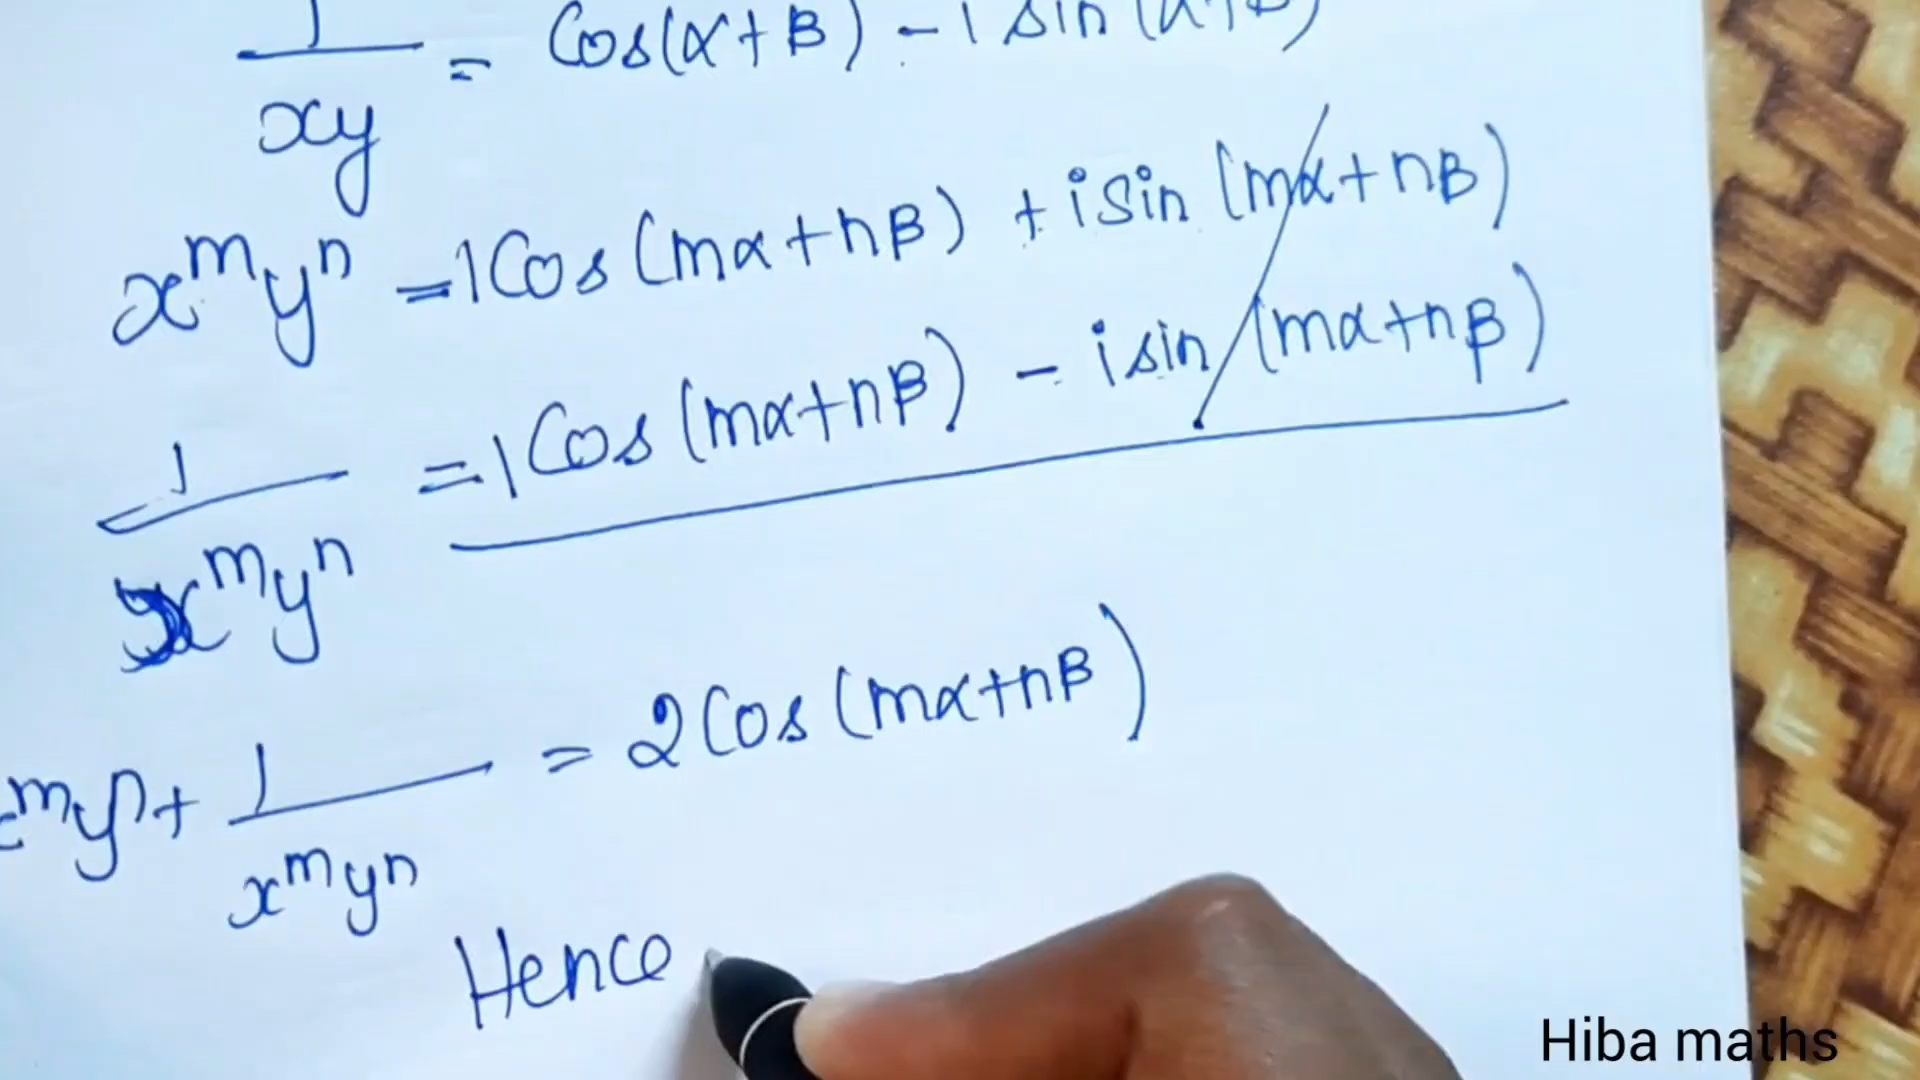 1/xy = Cos(α+β) - i sin(α+β)
x^m y^n = 1Cos(mα+nβ) + i sin(mα+nβ)
1/x^m y^n = 1Cos(mα+nβ) - i sin(mα+nβ)
x^m y^n + 1/x^m y^n = 2Cos(mα+nβ)
Hence
Hiba maths